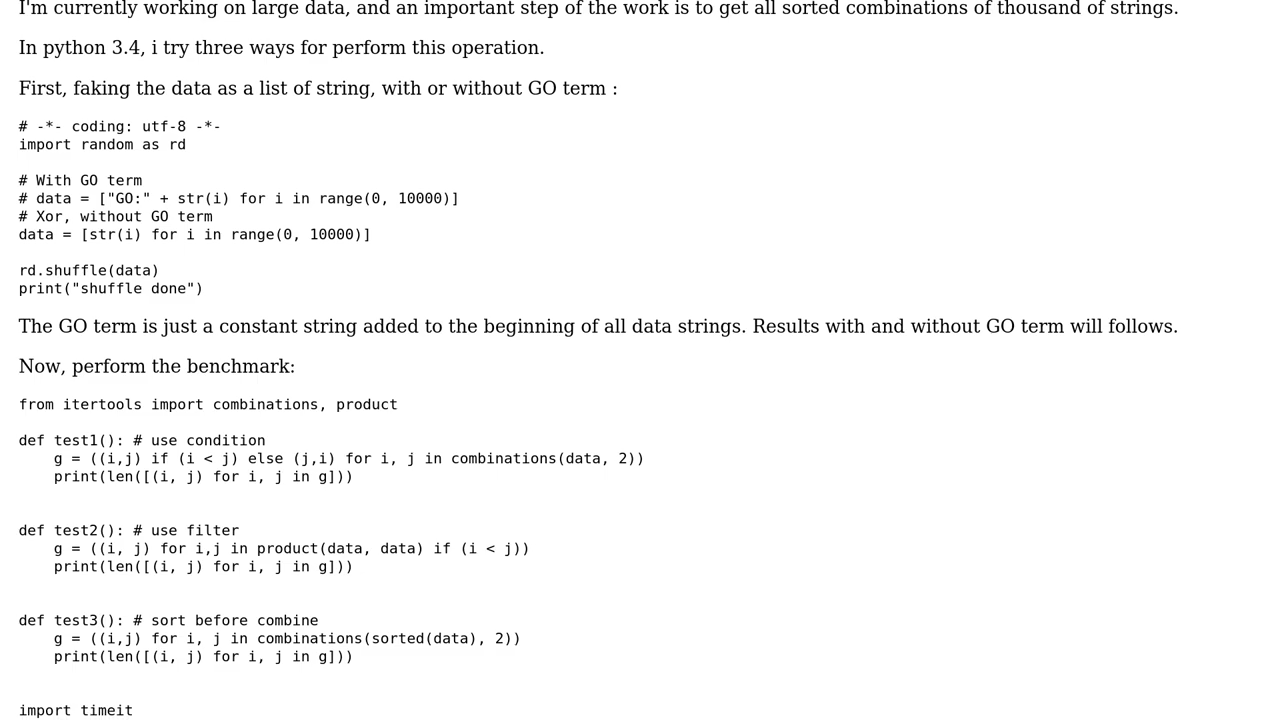 I'm currently working on large data, and an important step of the work is to get all sorted combinations of thousand of strings.
In python 3.4, i try three ways for perform this operation.
First, faking the data as a list of string, with or without GO term :
# -*- coding: utf-8 -*-
import random as rd
# With GO term
# data = ["GO:" + str(i) for i in range(0, 10000)]
# Xor, without GO term
data = [str(i) for i in range(0, 10000)]
rd.shuffle(data)
print("shuffle done")
The GO term is just a constant string added to the beginning of all data strings. Results with and without GO term will follows.
Now, perform the benchmark:
from itertools import combinations, product
def test1(): # use condition
    g = ((i,j) if (i < j) else (j,i) for i, j in combinations(data, 2))
    print(len([(i, j) for i, j in g]))
def test2(): # use filter
    g = ((i, j) for i,j in product(data, data) if (i < j))
    print(len([(i, j) for i, j in g]))
def test3(): # sort before combine
    g = ((i,j) for i, j in combinations(sorted(data), 2))
    print(len([(i, j) for i, j in g]))
import timeit